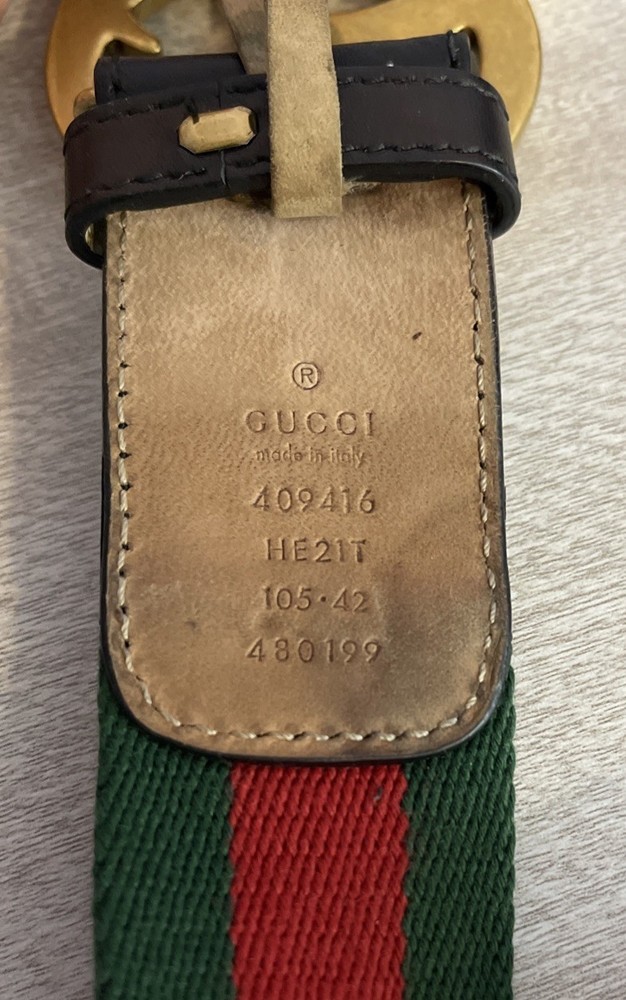 ®
GUCCI
made in italy
409416
HE21T
105·42
480199